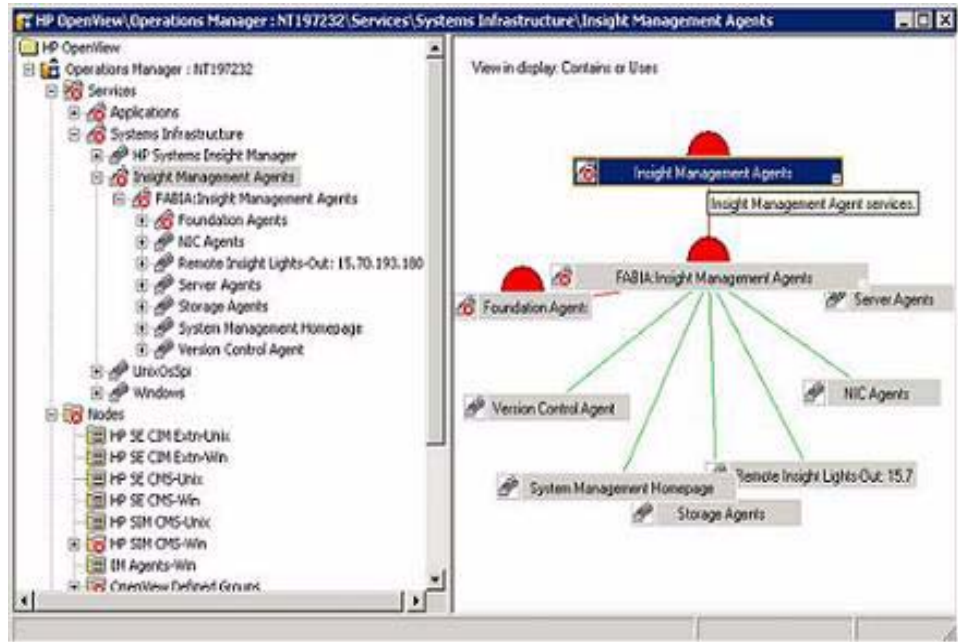 HP OpenView\Operations Manager : NT197232\Services\Systems Infrastructure\Insight Management Agents
HP OpenView
Operations Manager : NT197232
Services
Applications
Systems Infrastructure
HP Systems Insight Manager
Insight Management Agents
FABIA:Insight Management Agents
Foundation Agents
NIC Agents
Remote Insight Lights-Out: 15.70.193.180
Server Agents
Storage Agents
System Management Homepage
Version Control Agent
UnixOsSpi
Windows
Nodes
HP SE CIM Extn-Unix
HP SE CIM Extn-Win
HP SE CMS-Unix
HP SE CMS-Win
HP SIM CMS-Unix
HP SIM CMS-Win
IM Agents-Win
OpenView Defined Groups
View in display: Contains or Uses
Insight Management Agents
Insight Management Agent services.
FABIA:Insight Management Agents
Foundation Agents
Server Agents
Version Control Agent
NIC Agents
System Management Homepage
Remote Insight Lights-Out: 15.7
Storage Agents